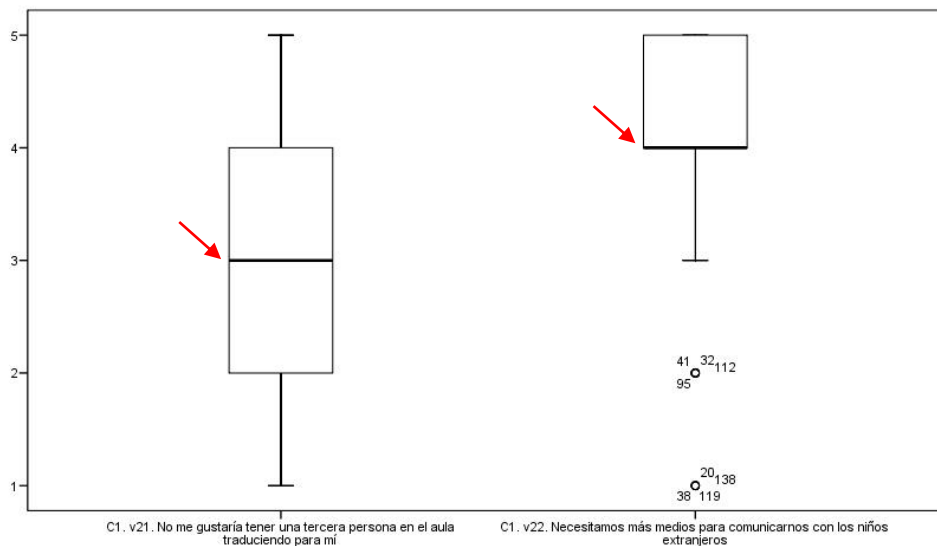 5
4
3
2
1
41 32 112
95
20 138
38 119
C1. v21. No me gustaría tener una tercera persona en el aula
traduciendo para mí
C1. v22. Necesitamos más medios para comunicarnos con los niños
extranjeros